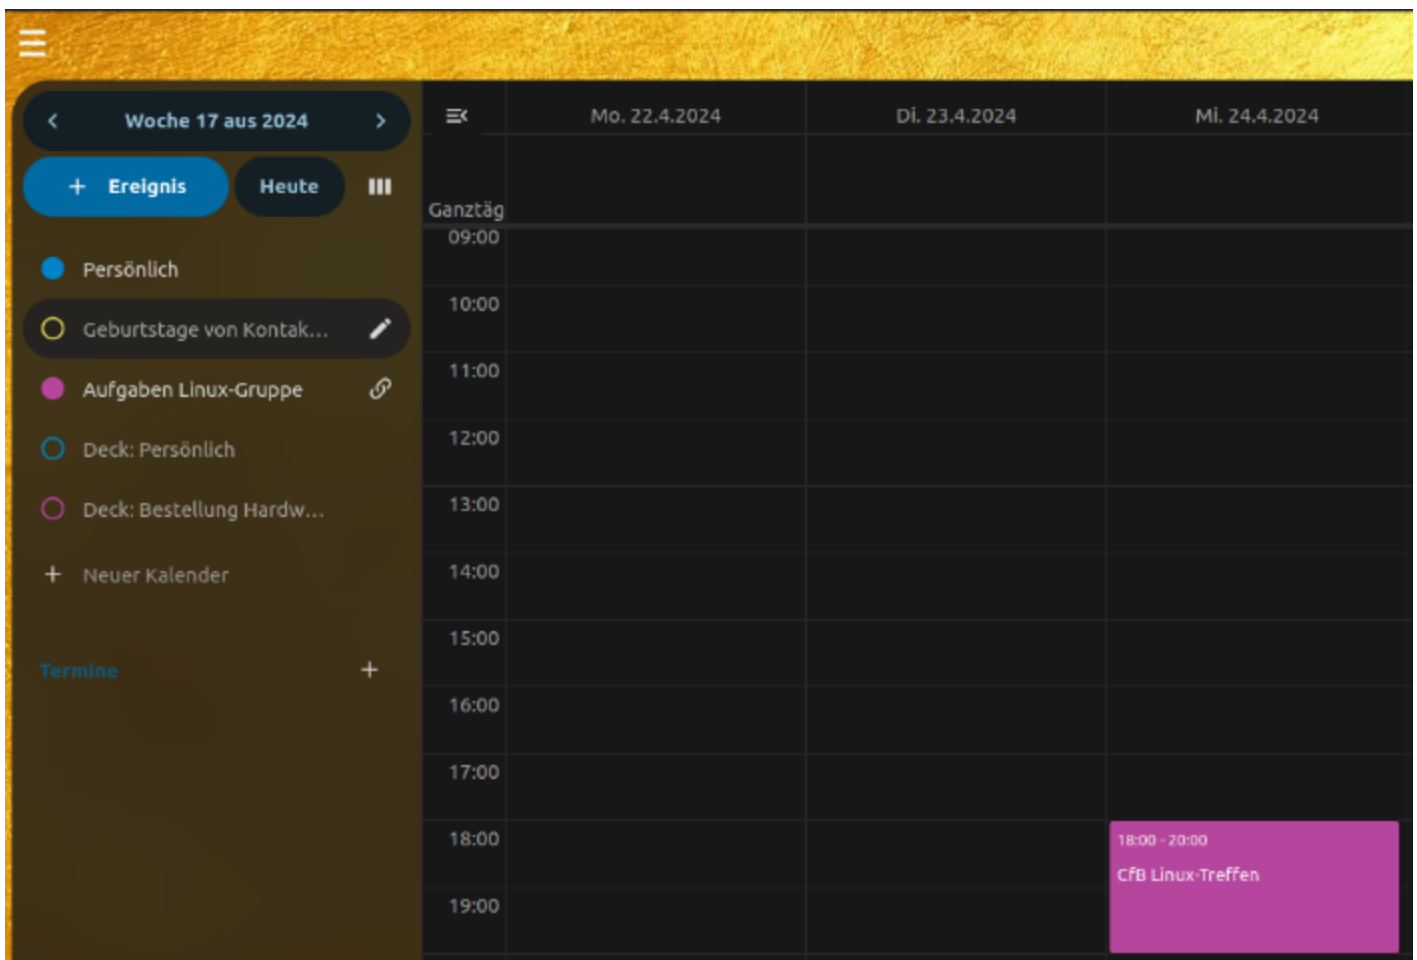 Woche 17 aus 2024
+ Ereignis
Heute
Persönlich
Geburtstage von Kontak...
Aufgaben Linux-Gruppe
Deck: Persönlich
Deck: Bestellung Hardw...
+ Neuer Kalender
Termine +
Mo. 22.4.2024
Di. 23.4.2024
Mi. 24.4.2024
Ganztäg
09:00
10:00
11:00
12:00
13:00
14:00
15:00
16:00
17:00
18:00
19:00
18:00 - 20:00
CfB Linux-Treffen